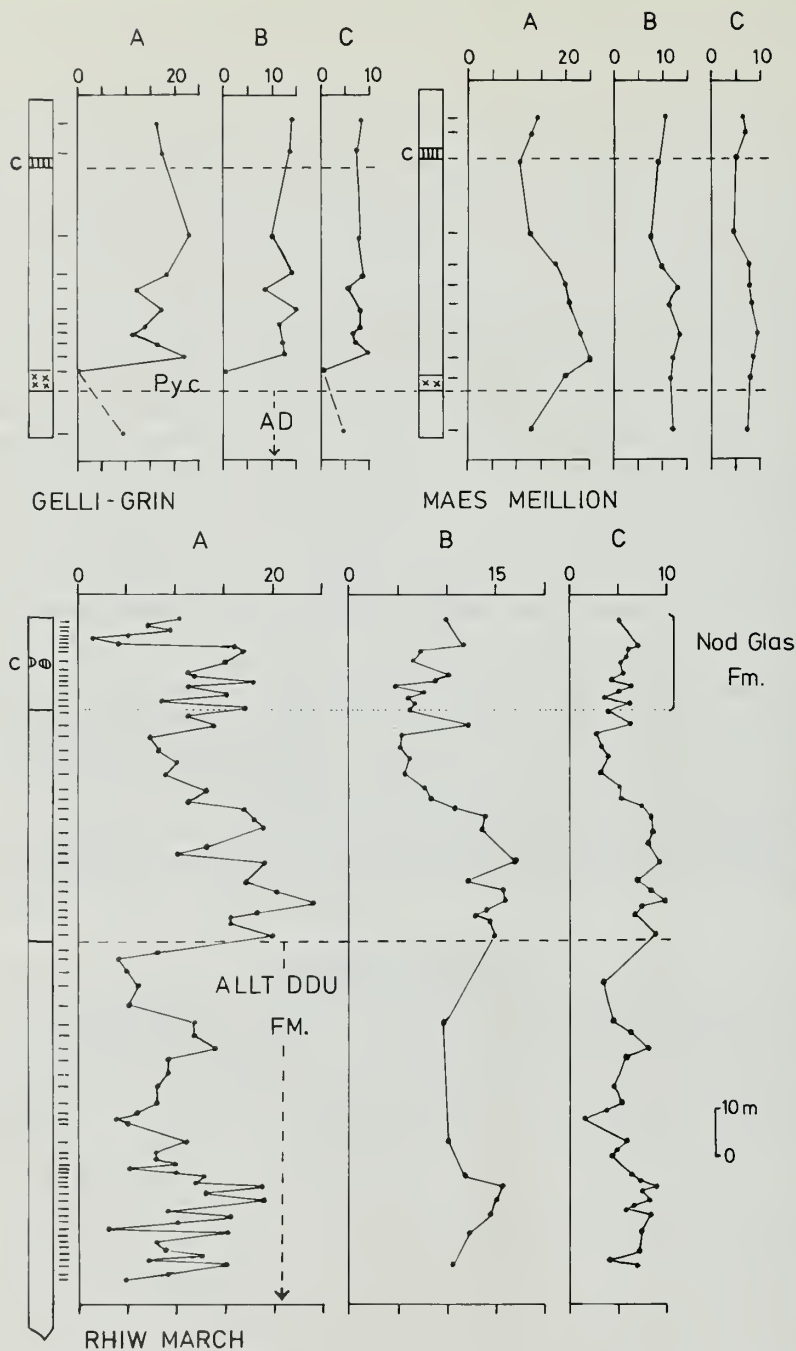 A B C A B C
0 20 0 10 0 10 0 20 0 10 0 10
C C
Py c
AD
GELLI-GRIN MAES MEILLION
A B C
0 20 0 15 0 10
C
Nod Glas
Fm.
ALLT DDU
FM.
10 m
0
RHIW MARCH